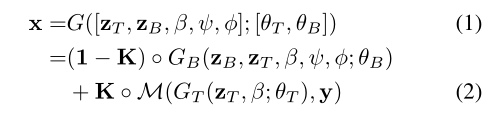 x =G([z_T, z_B, β, ψ, ϕ]; [θ_T, θ_B]) (1)
=(1 − K) ∘ G_B(z_B, z_T, β, ψ, ϕ; θ_B)
+ K ∘ ℳ(G_T(z_T, β; θ_T), y) (2)